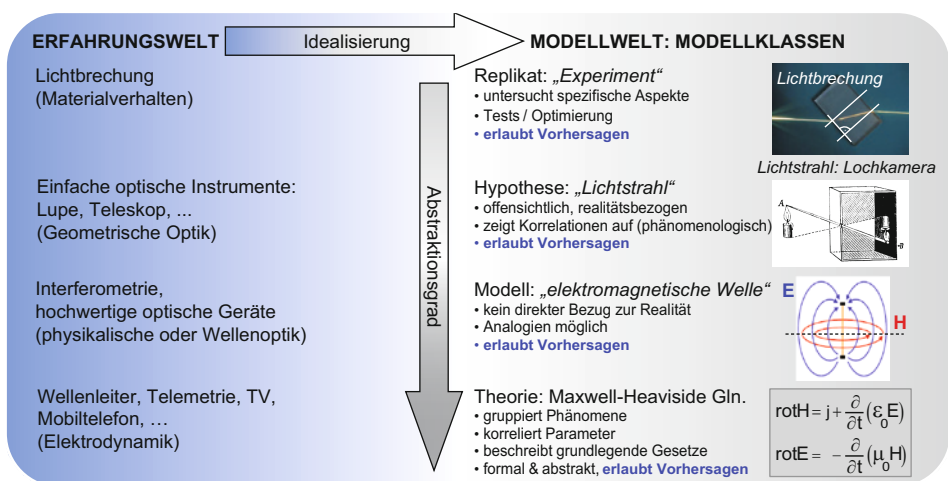 ERFAHRUNGSWELT
Idealisierung
MODELLWELT: MODELLKLASSEN
Lichtbrechung
(Materialverhalten)
Replikat: „Experiment“
• untersucht spezifische Aspekte
• Tests / Optimierung
• erlaubt Vorhersagen
Lichtbrechung
Lichtstrahl: Lochkamera
Abstraktionsgrad
Einfache optische Instrumente:
Lupe, Teleskop, ...
(Geometrische Optik)
Hypothese: „Lichtstrahl“
• offensichtlich, realitätsbezogen
• zeigt Korrelationen auf (phänomenologisch)
• erlaubt Vorhersagen
A
Interferometrie,
hochwertige optische Geräte
(physikalische oder Wellenoptik)
Modell: „elektromagnetische Welle“
• kein direkter Bezug zur Realität
• Analogien möglich
• erlaubt Vorhersagen
E
H
Wellenleiter, Telemetrie, TV,
Mobiltelefon, …
(Elektrodynamik)
Theorie: Maxwell-Heaviside Gln.
• gruppiert Phänomene
• korreliert Parameter
• beschreibt grundlegende Gesetze
• formal & abstrakt, erlaubt Vorhersagen
rotH = j + ∂/∂t (ε₀E)
rotE = − ∂/∂t (μ₀H)